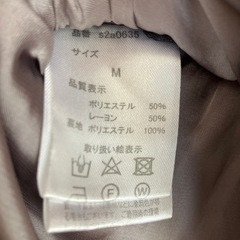 品番 s2a0635
サイズ
M
品質表示
ポリエステル 50%
レーヨン 50%
裏地 ポリエステル 100%
取り扱い絵表示